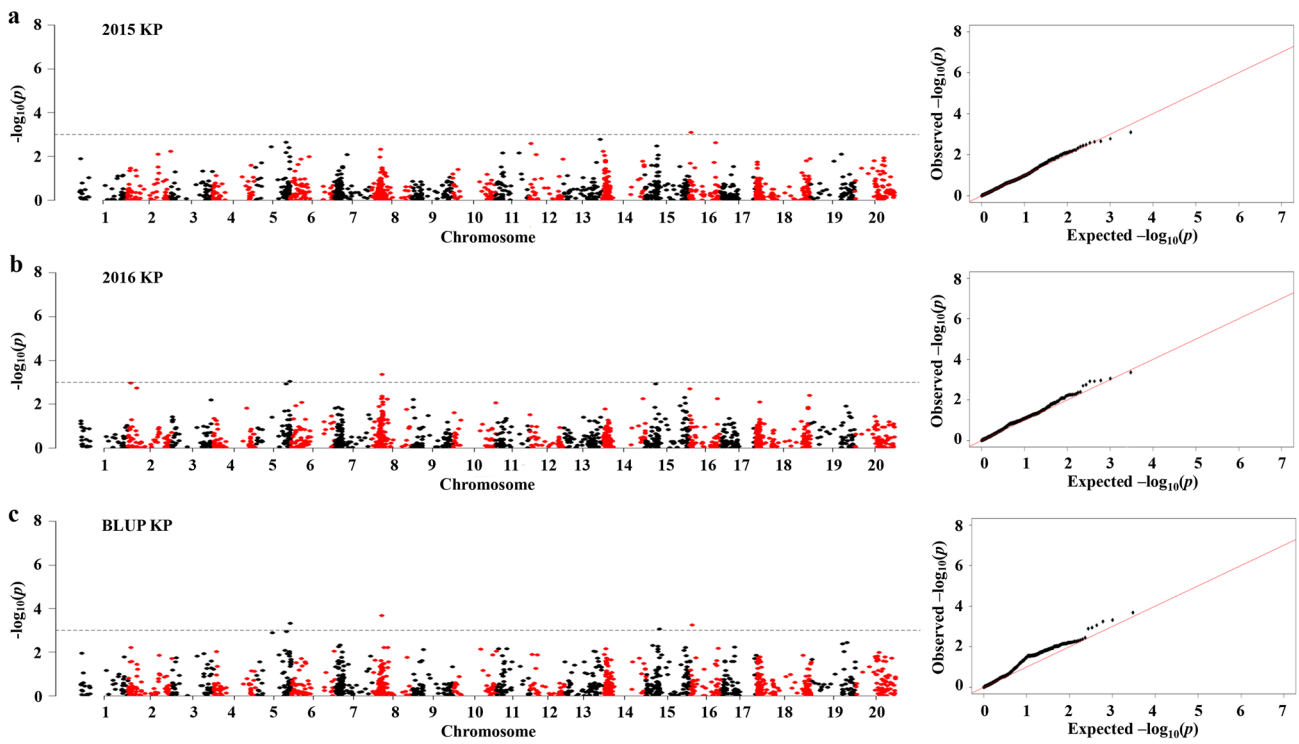 a
2015 KP
8
6
4
2
0
-log10(p)
1 2 3 4 5 6 7 8 9 10 11 12 13 14 15 16 17 18 19 20
Chromosome
8
6
4
2
0
Observed –log10(p)
0 1 2 3 4 5 6 7
Expected –log10(p)
b
2016 KP
8
6
4
2
0
-log10(p)
1 2 3 4 5 6 7 8 9 10 11 12 13 14 15 16 17 18 19 20
Chromosome
8
6
4
2
0
Observed –log10(p)
0 1 2 3 4 5 6 7
Expected –log10(p)
c
BLUP KP
8
6
4
2
0
-log10(p)
1 2 3 4 5 6 7 8 9 10 11 12 13 14 15 16 17 18 19 20
Chromosome
8
6
4
2
0
Observed –log10(p)
0 1 2 3 4 5 6 7
Expected –log10(p)